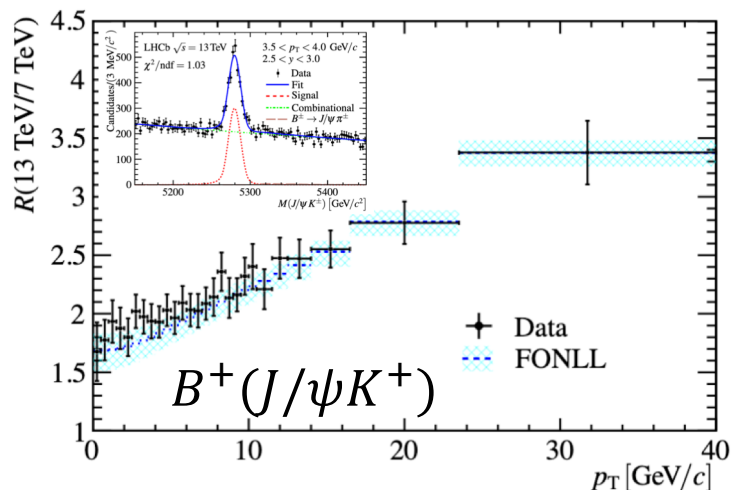 R(13 TeV/7 TeV)
4.5
4
3.5
3
2.5
2
1.5
1
Candidates/(3 MeV/c²)
500
400
300
200
100
0
LHCb √s = 13 TeV
χ²/ndf = 1.03
3.5 < p_T < 4.0 GeV/c
2.5 < y < 3.0
Data
Fit
Signal
Combinational
B± → J/ψ π±
5200 5300 5400
M(J/ψ K±) [GeV/c²]
Data
FONLL
B⁺(J/ψK⁺)
0 10 20 30 40
p_T [GeV/c]